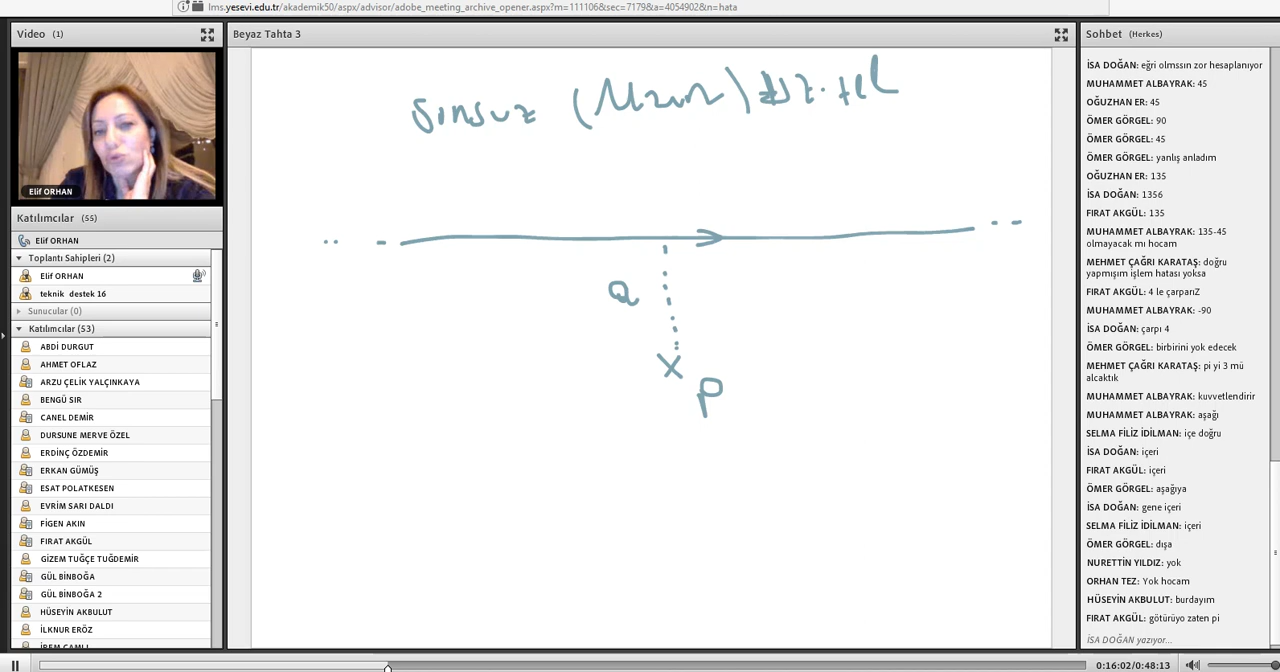 lms.yesevi.edu.tr/akademik50/aspx/advisor/adobe_meeting_archive_opener.aspx?m=111106&sec=7179&a=4054902&n=hata
Video (1)
Elif ORHAN
Katılımcılar (55)
Elif ORHAN
Toplantı Sahipleri (2)
Elif ORHAN
teknik destek 16
Sunucular (0)
Katılımcılar (53)
ABDİ DURGUT
AHMET OFLAZ
ARZU ÇELİK YALÇINKAYA
BENGÜ SIR
CANEL DEMİR
DURSUNE MERVE ÖZEL
ERDİNÇ ÖZDEMİR
ERKAN GÜMÜŞ
ESAT POLATKESEN
EVRİM SARI DALDI
FİGEN AKIN
FIRAT AKGÜL
GİZEM TUĞÇE TUĞDEMİR
GÜL BİNBOĞA
GÜL BİNBOĞA 2
HÜSEYİN AKBULUT
İLKNUR ERÖZ
İREM CAMLI
Beyaz Tahta 3
Sonsuz (Uzun) düz tel
a
P
Sohbet (Herkes)
İSA DOĞAN: eğri olmssın zor hesaplanıyor
MUHAMMET ALBAYRAK: 45
OĞUZHAN ER: 45
ÖMER GÖRGEL: 90
ÖMER GÖRGEL: 45
ÖMER GÖRGEL: yanlış anladım
OĞUZHAN ER: 135
İSA DOĞAN: 1356
FIRAT AKGÜL: 135
MUHAMMET ALBAYRAK: 135-45
olmayacak mı hocam
MEHMET ÇAĞRI KARATAŞ: doğru
yapmışım işlem hatası yoksa
FIRAT AKGÜL: 4 le çarparıZ
MUHAMMET ALBAYRAK: -90
İSA DOĞAN: çarpı 4
ÖMER GÖRGEL: birbirini yok edecek
MEHMET ÇAĞRI KARATAŞ: pi yi 3 mü
alcaktık
MUHAMMET ALBAYRAK: kuvvetlendirir
MUHAMMET ALBAYRAK: aşağı
SELMA FİLİZ İDİLMAN: içe doğru
İSA DOĞAN: içeri
FIRAT AKGÜL: içeri
ÖMER GÖRGEL: aşağıya
İSA DOĞAN: gene içeri
SELMA FİLİZ İDİLMAN: içeri
ÖMER GÖRGEL: dışa
NURETTİN YILDIZ: yok
ORHAN TEZ: Yok hocam
HÜSEYİN AKBULUT: burdayım
FIRAT AKGÜL: götürüyo zaten pi
İSA DOĞAN yazıyor...
0:16:02/0:48:13